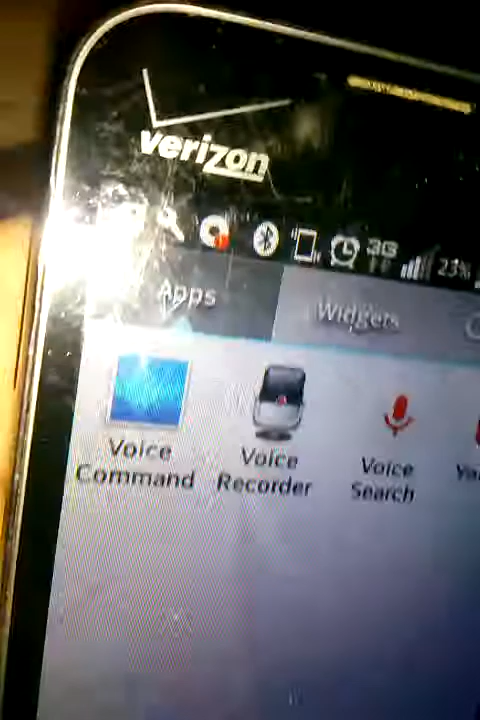 verizon
3G
23%
Apps
Widgets
Voice Command
Voice Recorder
Voice Search